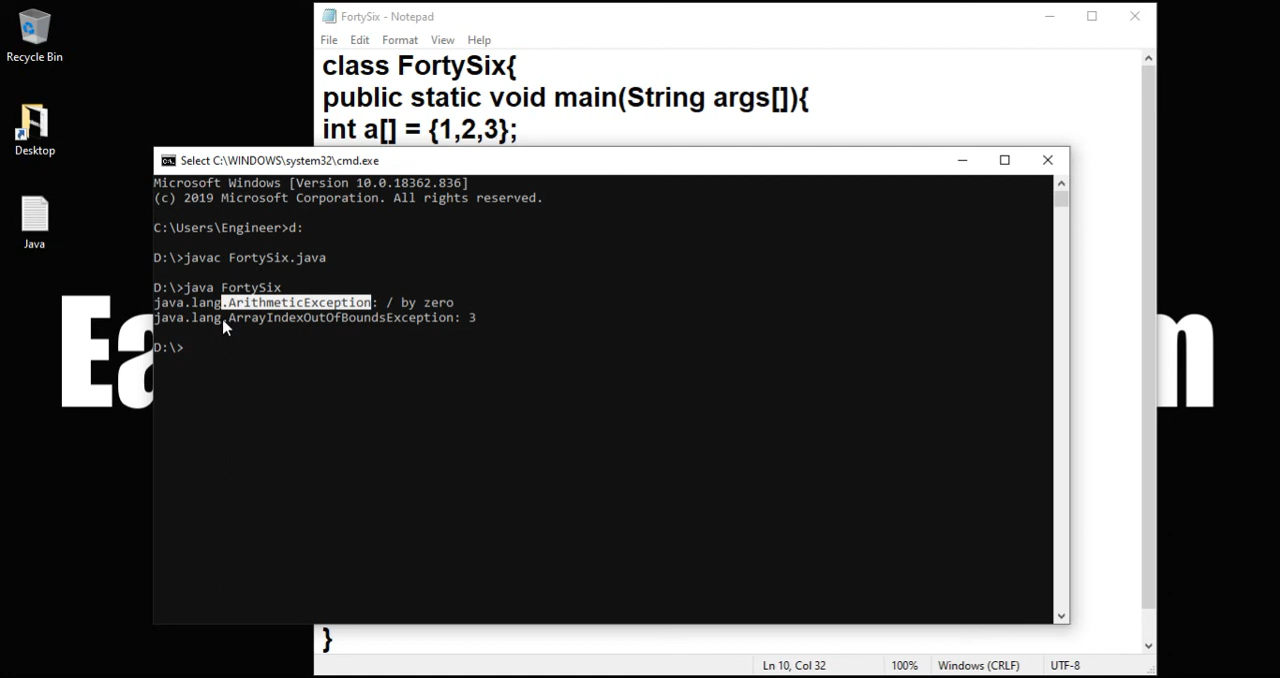 Recycle Bin
Desktop
Java
FortySix - Notepad
File Edit Format View Help
class FortySix{
public static void main(String args[]){
int a[] = {1,2,3};
Select C:\WINDOWS\system32\cmd.exe
Microsoft Windows [Version 10.0.18362.836]
(c) 2019 Microsoft Corporation. All rights reserved.
C:\Users\Engineer>d:
D:\>javac FortySix.java
D:\>java FortySix
java.lang.ArithmeticException: / by zero
java.lang.ArrayIndexOutOfBoundsException: 3
D:\>
}
Ln 10, Col 32 100% Windows (CRLF) UTF-8